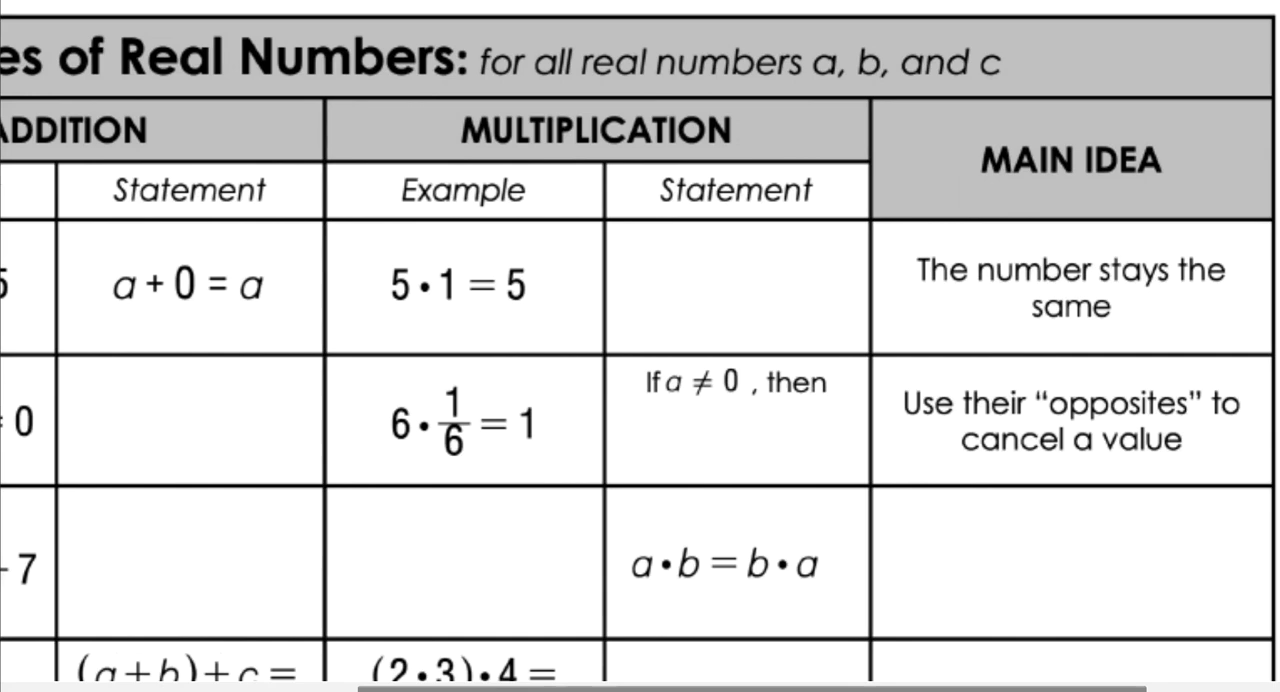 es of Real Numbers: for all real numbers a, b, and c
ADDITION MULTIPLICATION MAIN IDEA
Statement Example Statement
5 a + 0 = a 5 • 1 = 5 The number stays the
same
= 0 6 • 1/6 = 1 If a ≠ 0 , then Use their “opposites” to
cancel a value
- 7 a • b = b • a
(a + b) + c = (2 • 3) • 4 =